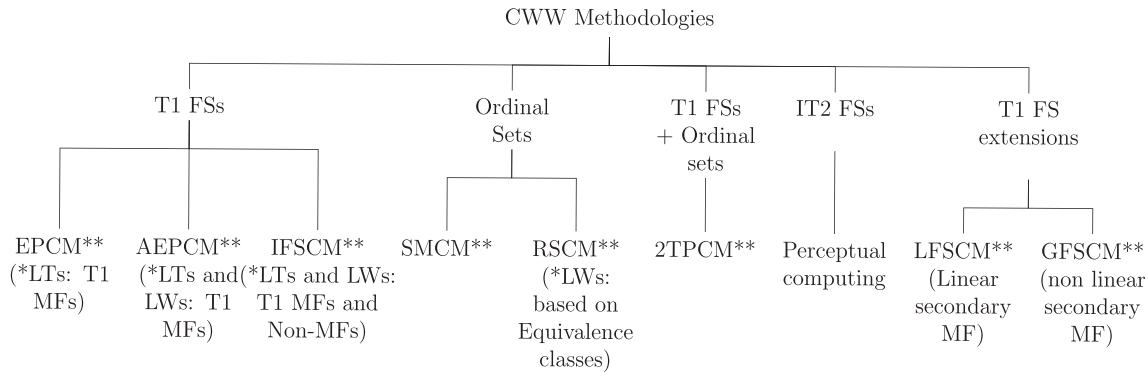 CWW Methodologies
T1 FSs
Ordinal
Sets
T1 FSs
+ Ordinal
sets
IT2 FSs
T1 FS
extensions
EPCM**
(*LTs: T1
MFs)
AEPCM**
(*LTs and
LWs: T1
MFs)
IFSCM**
(*LTs and LWs:
T1 MFs and
Non-MFs)
SMCM**
RSCM**
(*LWs:
based on
Equivalence
classes)
2TPCM**
Perceptual
computing
LFSCM**
(Linear
secondary
MF)
GFSCM**
(non linear
secondary
MF)